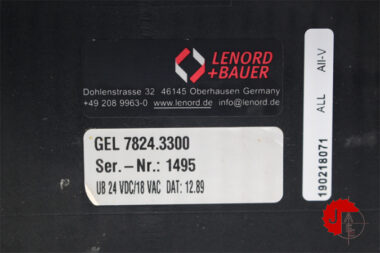 LENORD
+BAUER
Dohlenstrasse 32 46145 Oberhausen Germany
+49 208 9963-0 www.lenord.de info@lenord.de
GEL 7824.3300
Ser.–Nr.: 1495
UB 24 VDC/18 VAC DAT: 12.89
190218071 ALL All-V